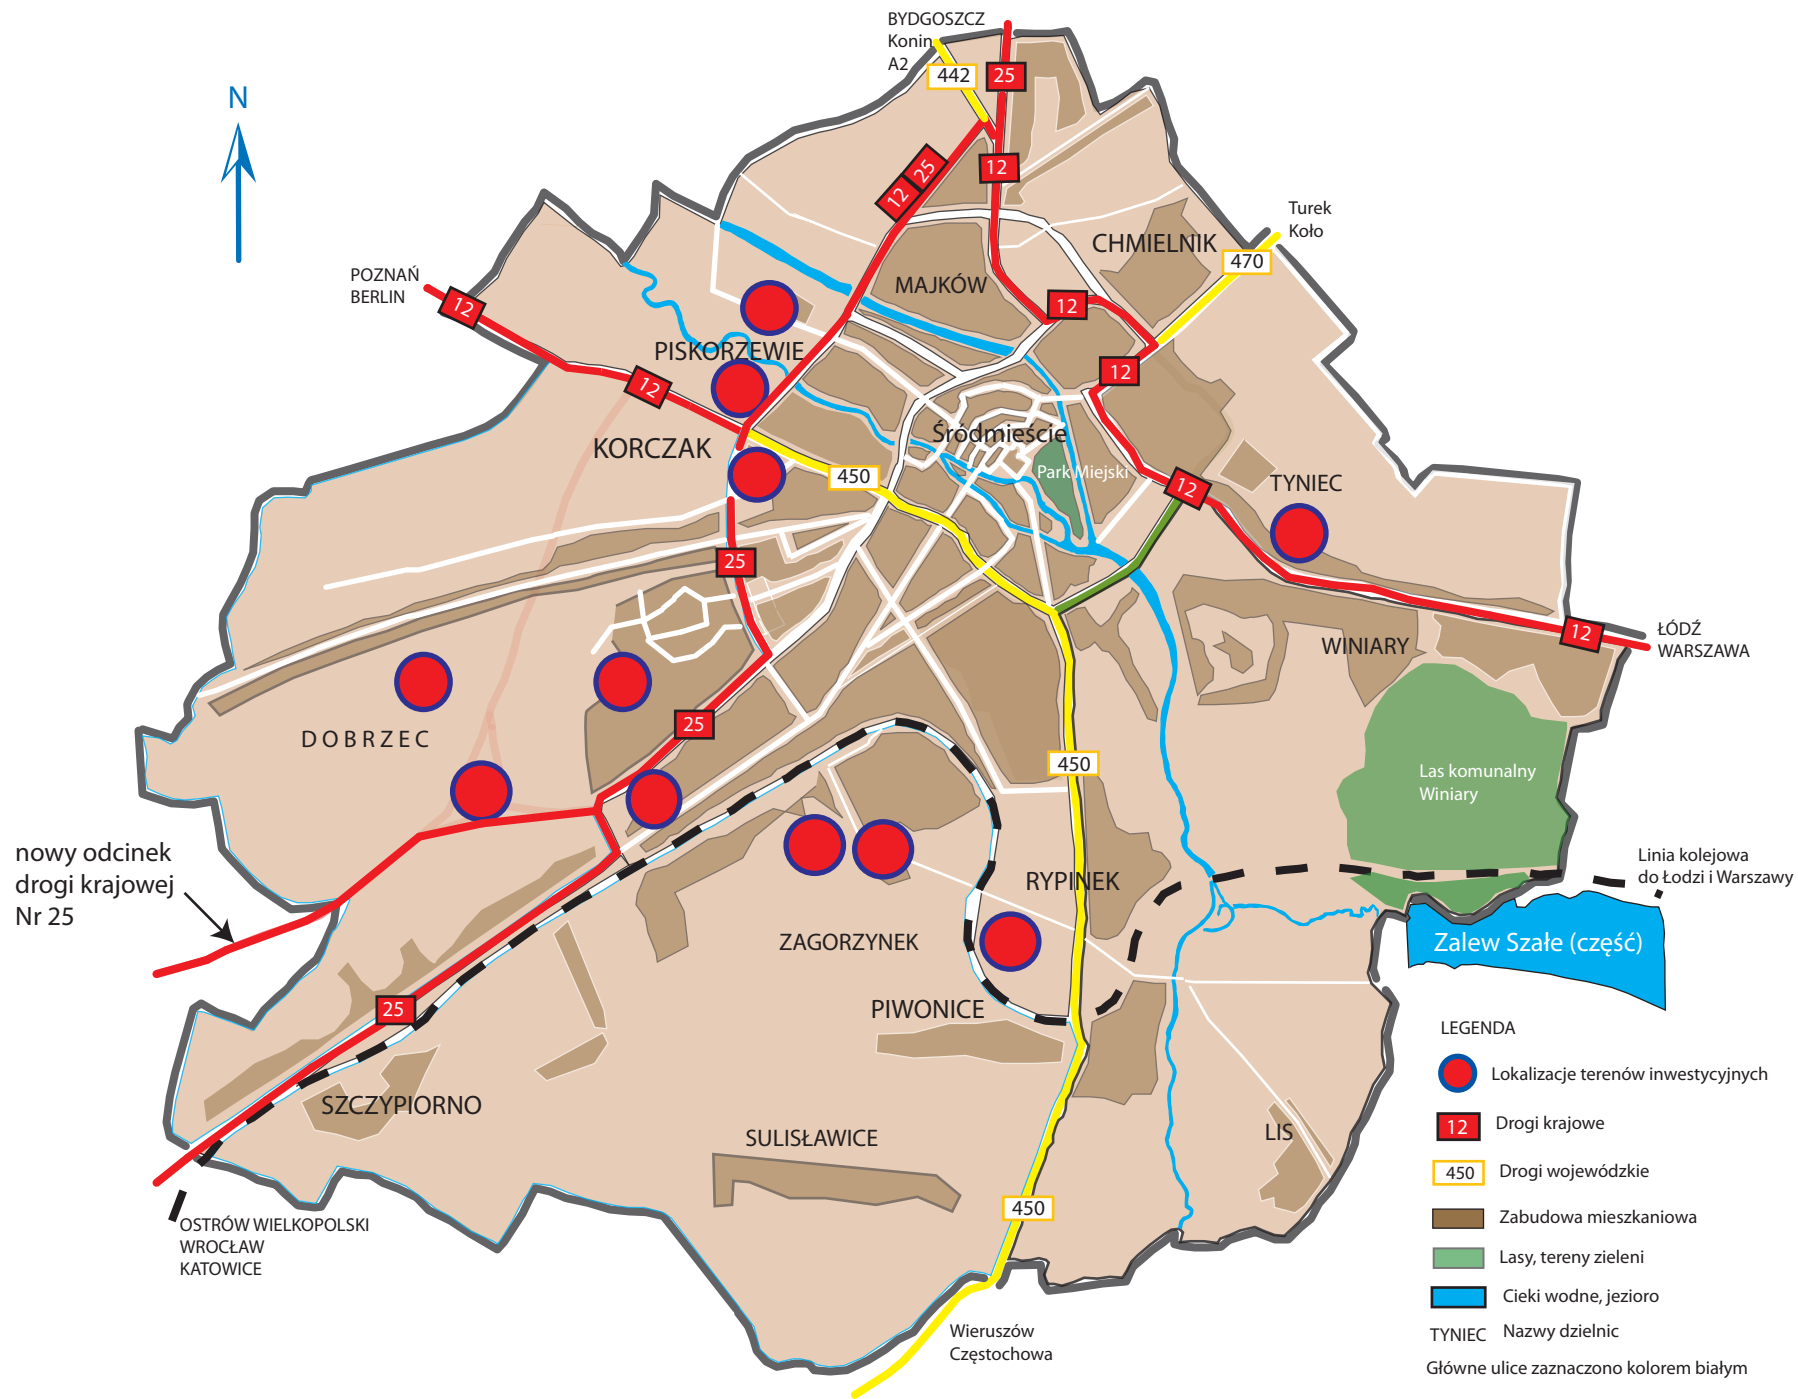 BYDGOSZCZ
Konin
A2
442
25
N
12
25
12
Turek
Koło
CHMIELNIK
470
POZNAŃ
BERLIN
12
MAJKÓW
12
PISKORZEWIE
12
12
KORCZAK
Śródmieście
450
Park Miejski
12
TYNIEC
25
12
ŁÓDŹ
WARSZAWA
WINIARY
DOBRZEC
25
450
Las komunalny
Winiary
nowy odcinek
drogi krajowej
Nr 25
RYPINEK
Linia kolejowa
do Łodzi i Warszawy
ZAGORZYNEK
Zalew Szałe (część)
25
PIWONICE
SZCZYPIORNO
SULISŁAWICE
LIS
450
OSTRÓW WIELKOPOLSKI
WROCŁAW
KATOWICE
Wieruszów
Częstochowa
LEGENDA
Lokalizacje terenów inwestycyjnych
12 Drogi krajowe
450 Drogi wojewódzkie
Zabudowa mieszkaniowa
Lasy, tereny zieleni
Cieki wodne, jezioro
TYNIEC Nazwy dzielnic
Główne ulice zaznaczono kolorem białym